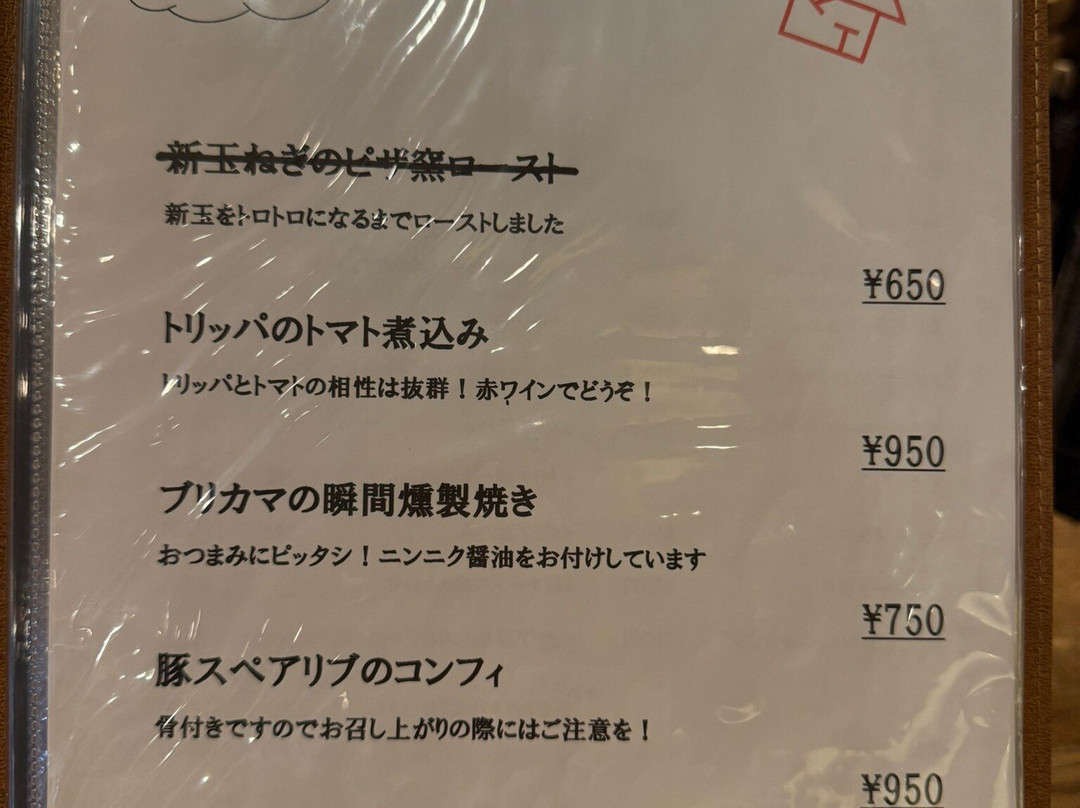 新玉ねぎのピザ窯ロースト
新玉をトロトロになるまでローストしました
¥650
トリッパのトマト煮込み
トリッパとトマトの相性は抜群！赤ワインでどうぞ！
¥950
ブリカマの瞬間燻製焼き
おつまみにピッタシ！ニンニク醤油をお付けしています
¥750
豚スペアリブのコンフィ
骨付きですのでお召し上がりの際にはご注意を！
¥950